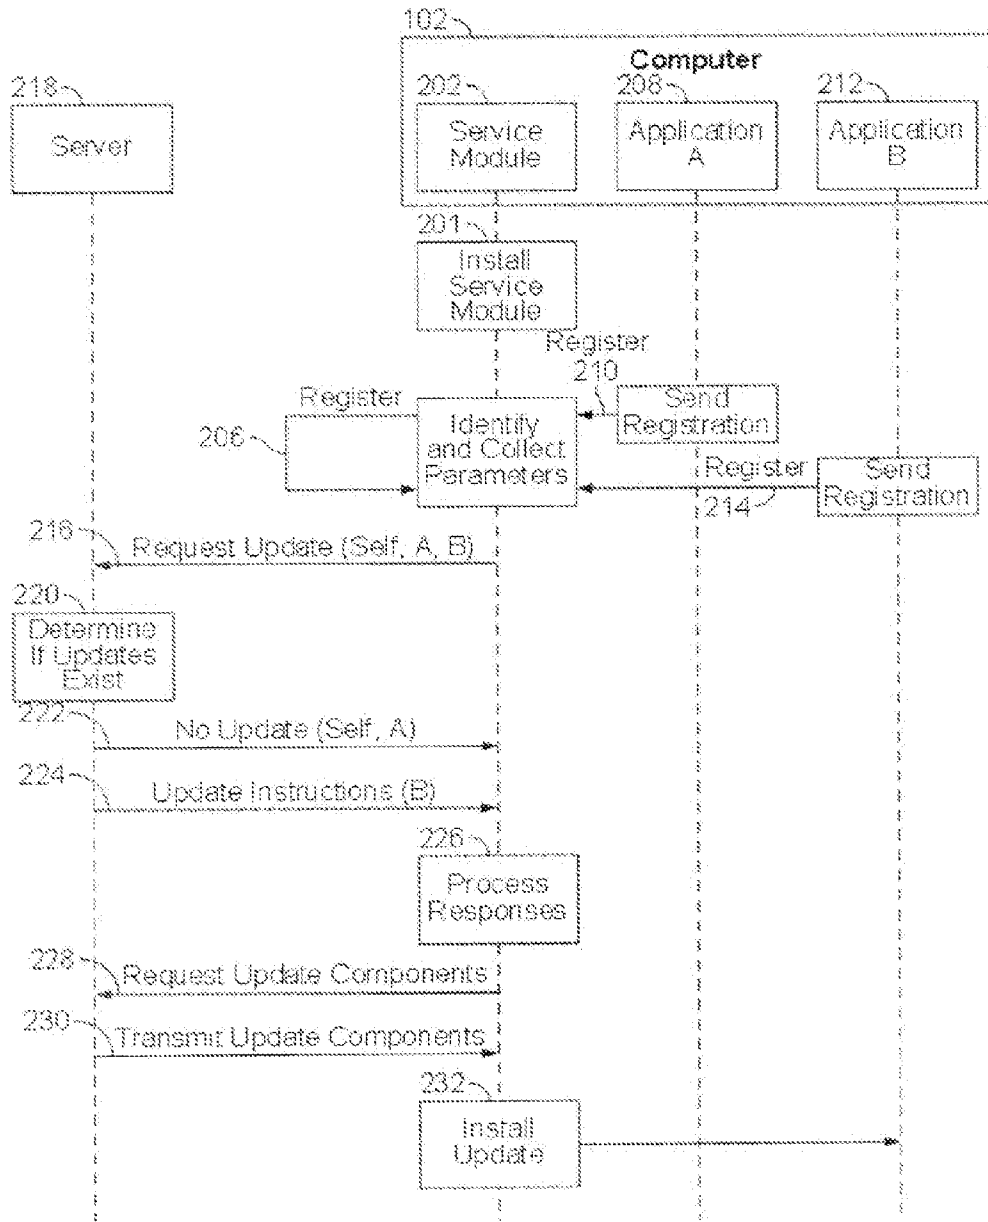 102
Computer
218
202
208
212
Server
Service
Module
Application
A
Application
B
201
Install
Service
Module
Register
210
Register
Send
Registration
206
Identify
and Collect
Parameters
Register
214
Send
Registration
216
Request Update (Self, A, B)
220
Determine
If Updates
Exist
222
No Update (Self, A)
224
Update Instructions (B)
226
Process
Responses
228
Request Update Components
230
Transmit Update Components
232
Install
Update